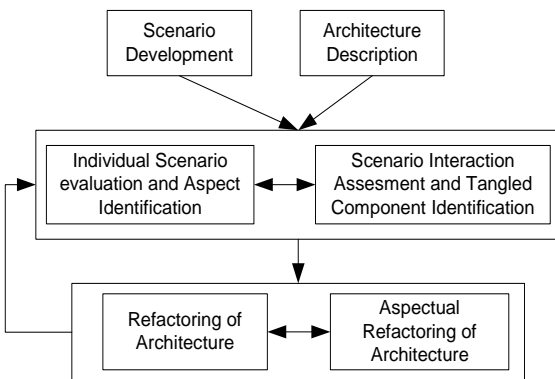 Scenario
Development
Architecture
Description
Individual Scenario
evaluation and Aspect
Identification
Scenario Interaction
Assesment and Tangled
Component Identification
Refactoring of
Architecture
Aspectual
Refactoring of
Architecture